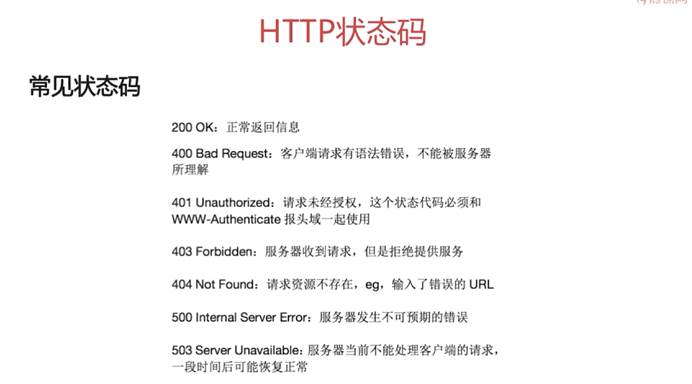 HTTP状态码
常见状态码
200 OK：正常返回信息
400 Bad Request：客户端请求有语法错误，不能被服务器
所理解
401 Unauthorized：请求未经授权，这个状态代码必须和
WWW-Authenticate 报头域一起使用
403 Forbidden：服务器收到请求，但是拒绝提供服务
404 Not Found：请求资源不存在，eg，输入了错误的 URL
500 Internal Server Error：服务器发生不可预期的错误
503 Server Unavailable：服务器当前不能处理客户端的请求，
一段时间后可能恢复正常